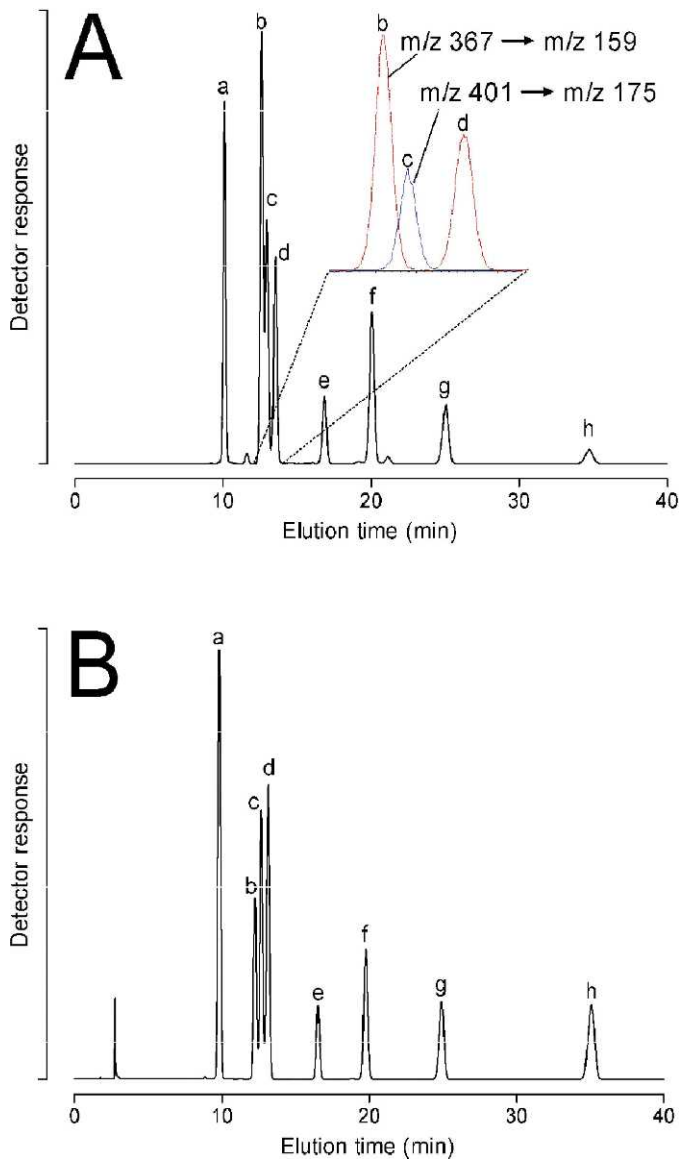 A
b
a
c
d
b
m/z 367 → m/z 159
m/z 401 → m/z 175
d
c
f
e
g
h
Detector response
0 10 20 30 40
Elution time (min)
B
a
d
c
b
f
e
g
h
Detector response
0 10 20 30 40
Elution time (min)